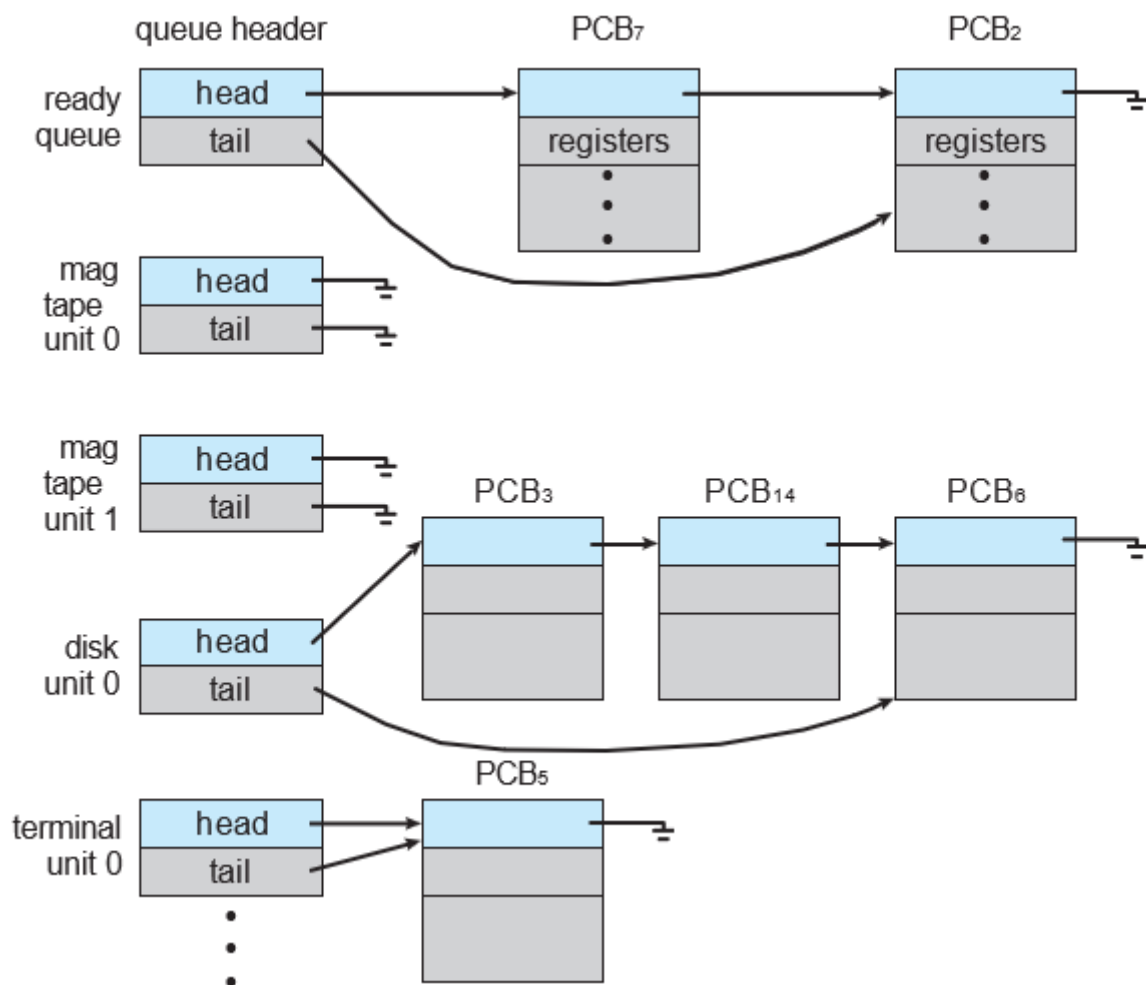 queue header
PCB₇
PCB₂
ready
queue
head
tail
registers
registers
mag
tape
unit 0
head
tail
mag
tape
unit 1
head
tail
PCB₃
PCB₁₄
PCB₆
disk
unit 0
head
tail
PCB₅
terminal
unit 0
head
tail